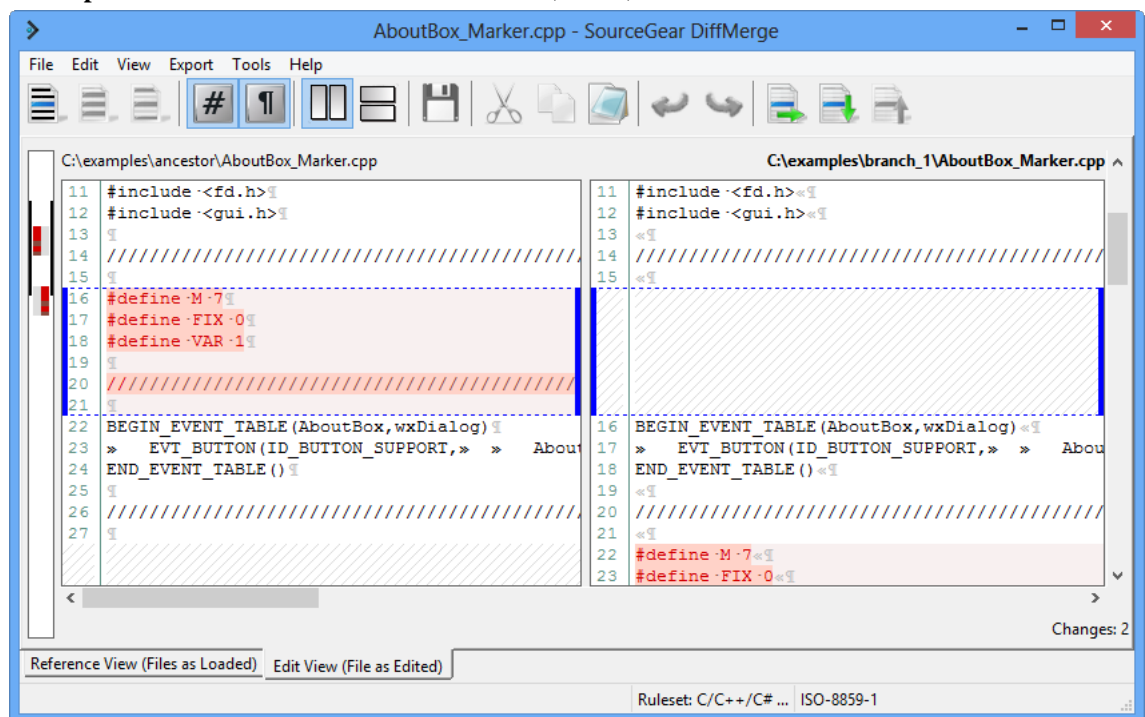 AboutBox_Marker.cpp - SourceGear DiffMerge
File Edit View Export Tools Help
C:\examples\ancestor\AboutBox_Marker.cpp
C:\examples\branch_1\AboutBox_Marker.cpp
11 #include·<fd.h>¶
12 #include·<gui.h>¶
13 ¶
14 ////////////////////////////////////////////
15 ¶
16 #define·M·7¶
17 #define·FIX·0¶
18 #define·VAR·1¶
19 ¶
20 ////////////////////////////////////////////
21 ¶
22 BEGIN_EVENT_TABLE(AboutBox,wxDialog)¶
23 » EVT_BUTTON(ID_BUTTON_SUPPORT,» » About
24 END_EVENT_TABLE()¶
25 ¶
26 ////////////////////////////////////////////
27 ¶
11 #include·<fd.h>«¶
12 #include·<gui.h>«¶
13 «¶
14 ////////////////////////////////////////////
15 «¶
16 BEGIN_EVENT_TABLE(AboutBox,wxDialog)«¶
17 » EVT_BUTTON(ID_BUTTON_SUPPORT,» » Abou
18 END_EVENT_TABLE()«¶
19 «¶
20 ////////////////////////////////////////////
21 «¶
22 #define·M·7«¶
23 #define·FIX·0«¶
Changes: 2
Reference View (Files as Loaded) Edit View (File as Edited)
Ruleset: C/C++/C# ... ISO-8859-1